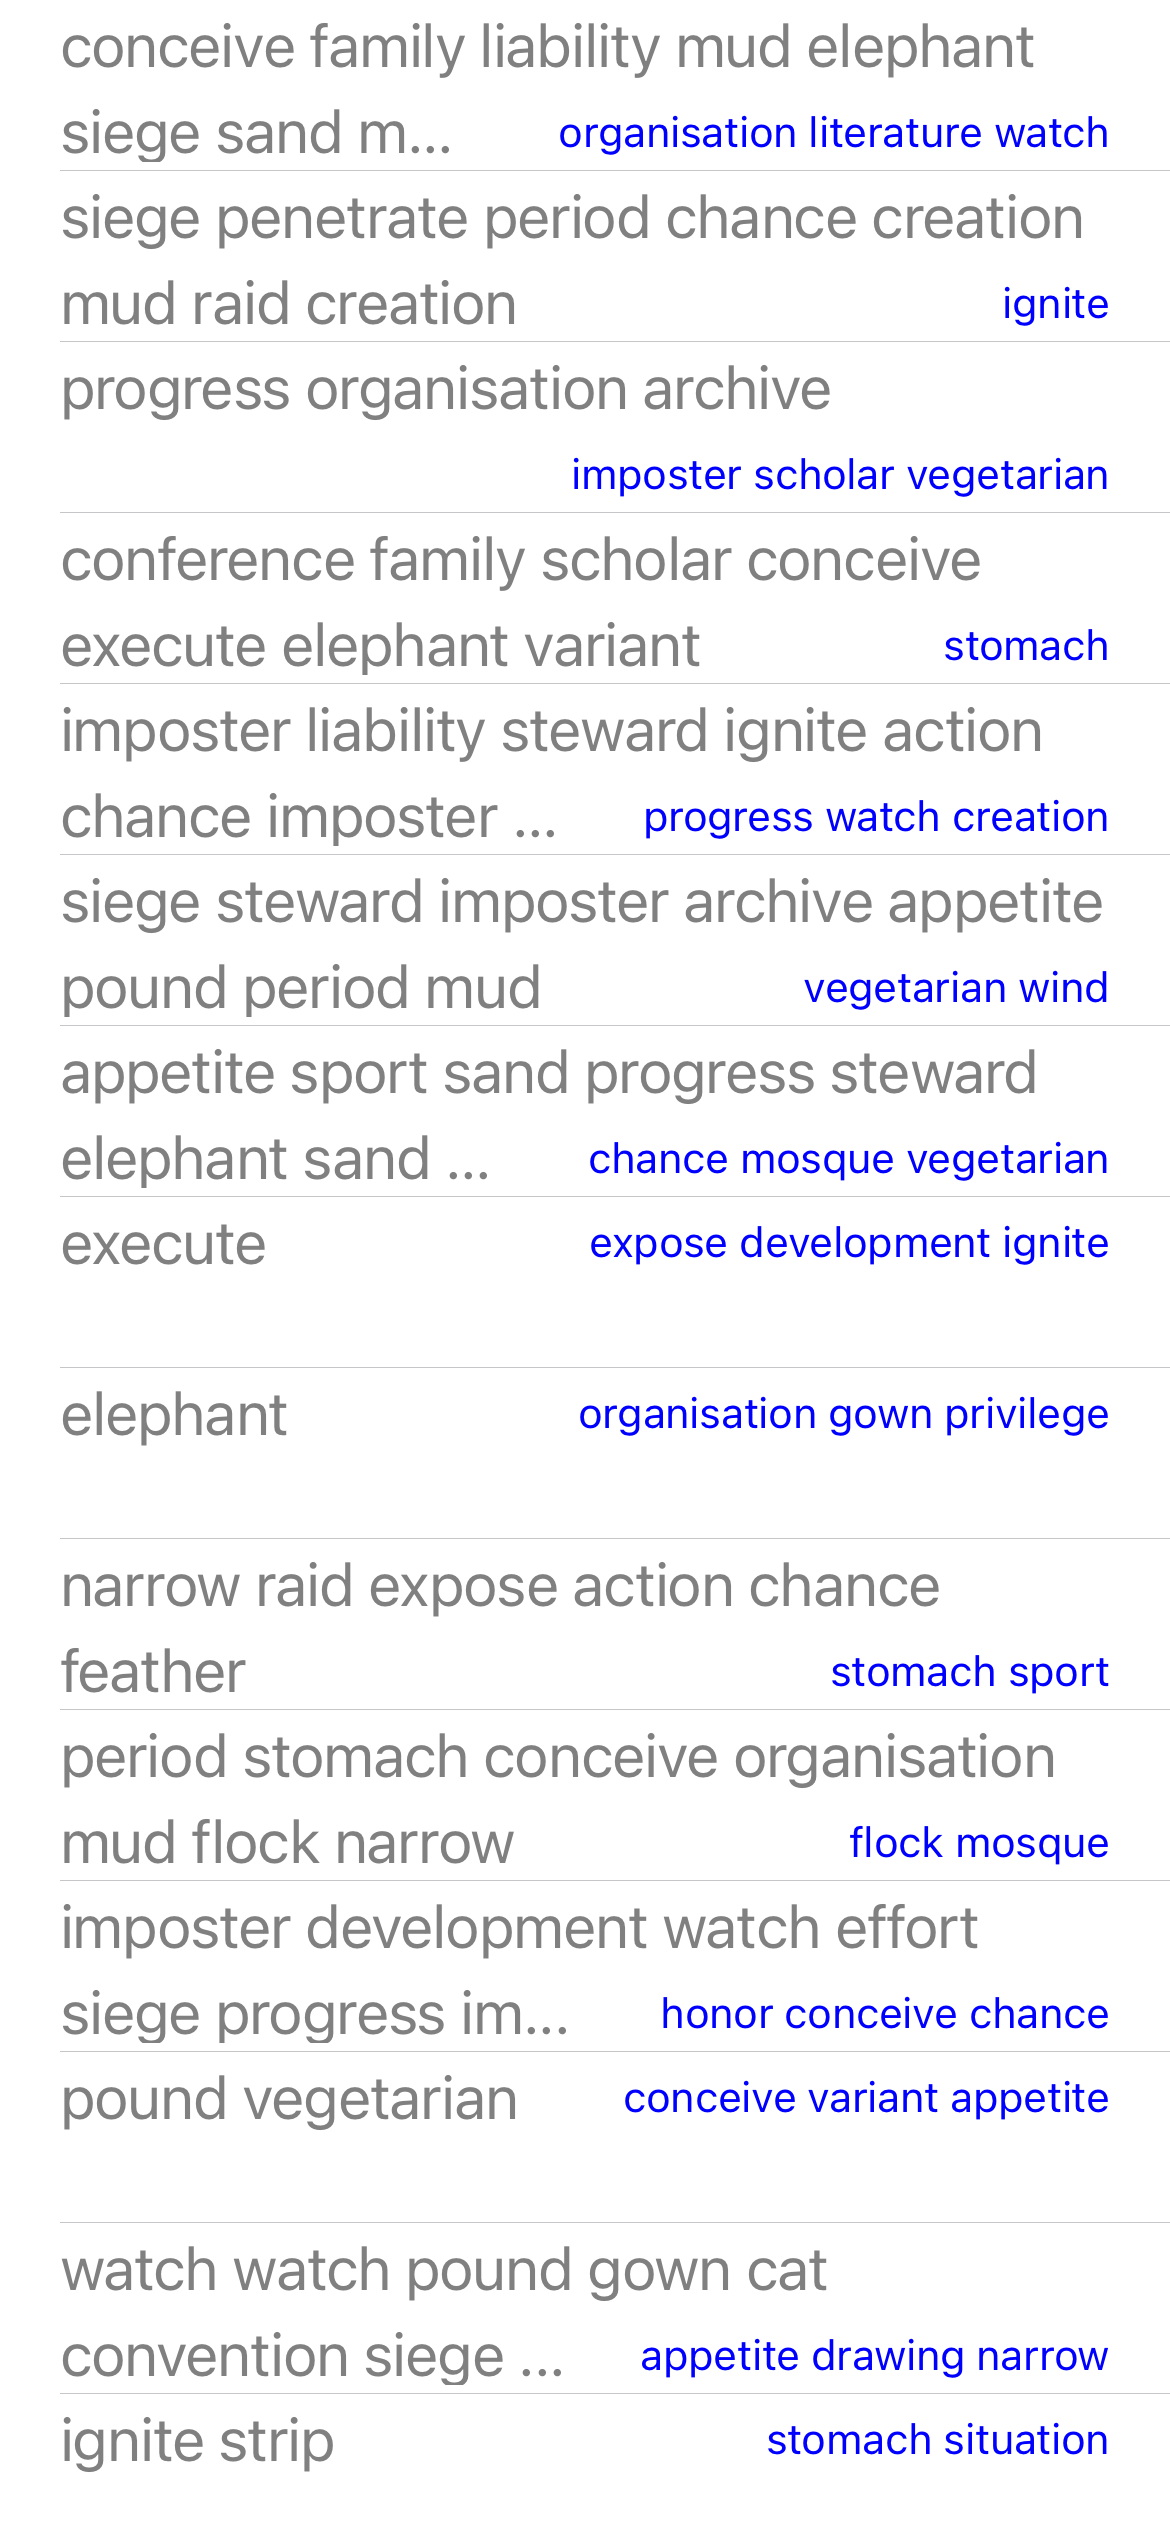 conceive family liability mud elephant
siege sand m... organisation literature watch
siege penetrate period chance creation
mud raid creation ignite
progress organisation archive
imposter scholar vegetarian
conference family scholar conceive
execute elephant variant stomach
imposter liability steward ignite action
chance imposter ... progress watch creation
siege steward imposter archive appetite
pound period mud vegetarian wind
appetite sport sand progress steward
elephant sand ... chance mosque vegetarian
execute expose development ignite
elephant organisation gown privilege
narrow raid expose action chance
feather stomach sport
period stomach conceive organisation
mud flock narrow flock mosque
imposter development watch effort
siege progress im... honor conceive chance
pound vegetarian conceive variant appetite
watch watch pound gown cat
convention siege ... appetite drawing narrow
ignite strip stomach situation